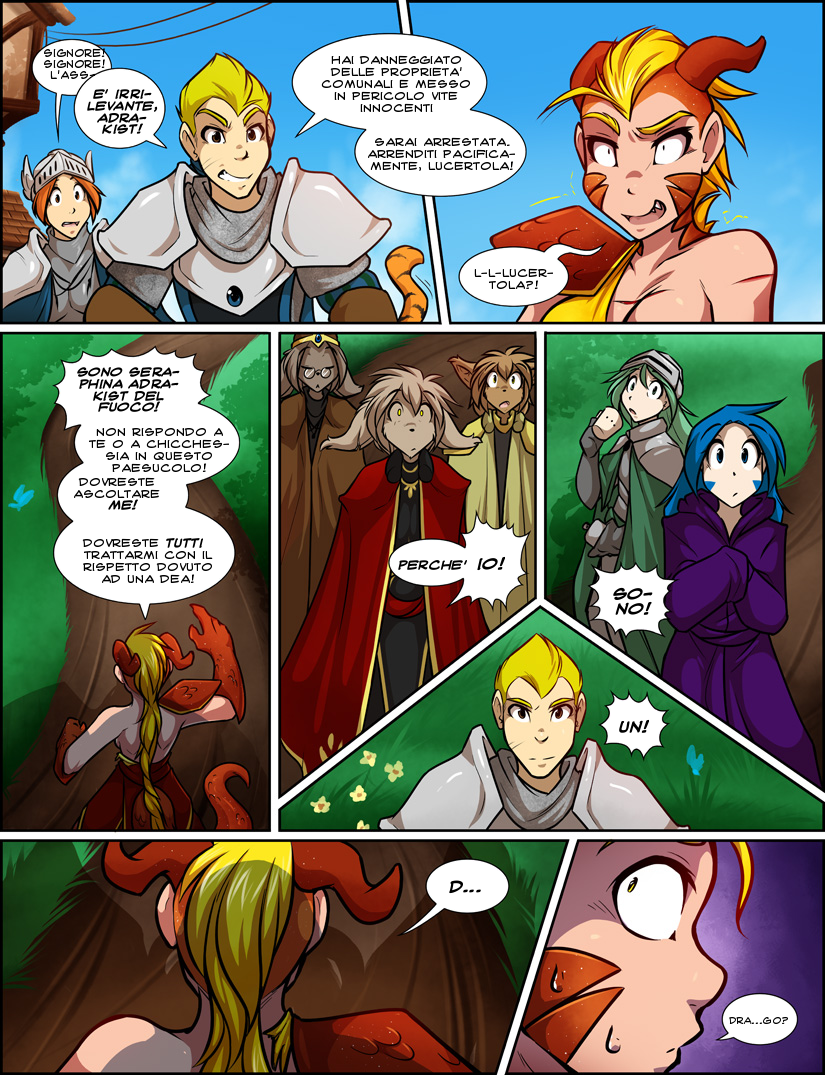 SIGNORE!
SIGNORE!
L'ASS-
E' IRRI-
LEVANTE,
ADRA-
KIST!
HAI DANNEGGIATO
DELLE PROPRIETA'
COMUNALI E MESSO
IN PERICOLO VITE
INNOCENTI
SARAI ARRESTATA.
ARRENDITI PACIFICA-
MENTE, LUCERTOLA!
L-L-LUCER-
TOLA?!
SONO SERA-
PHINA ADRA-
KIST DEL
FUOCO!
NON RISPONDO A
TE O A CHICCHES-
SIA IN QUESTO
PAESUCOLO!
DOVRESTE
ASCOLTARE
ME!
DOVRESTE TUTTI
TRATTARMI CON IL
RISPETTO DOVUTO
AD UNA DEA!
PERCHE' IO!
SO-
NO!
UN!
D...
DRA...GO?